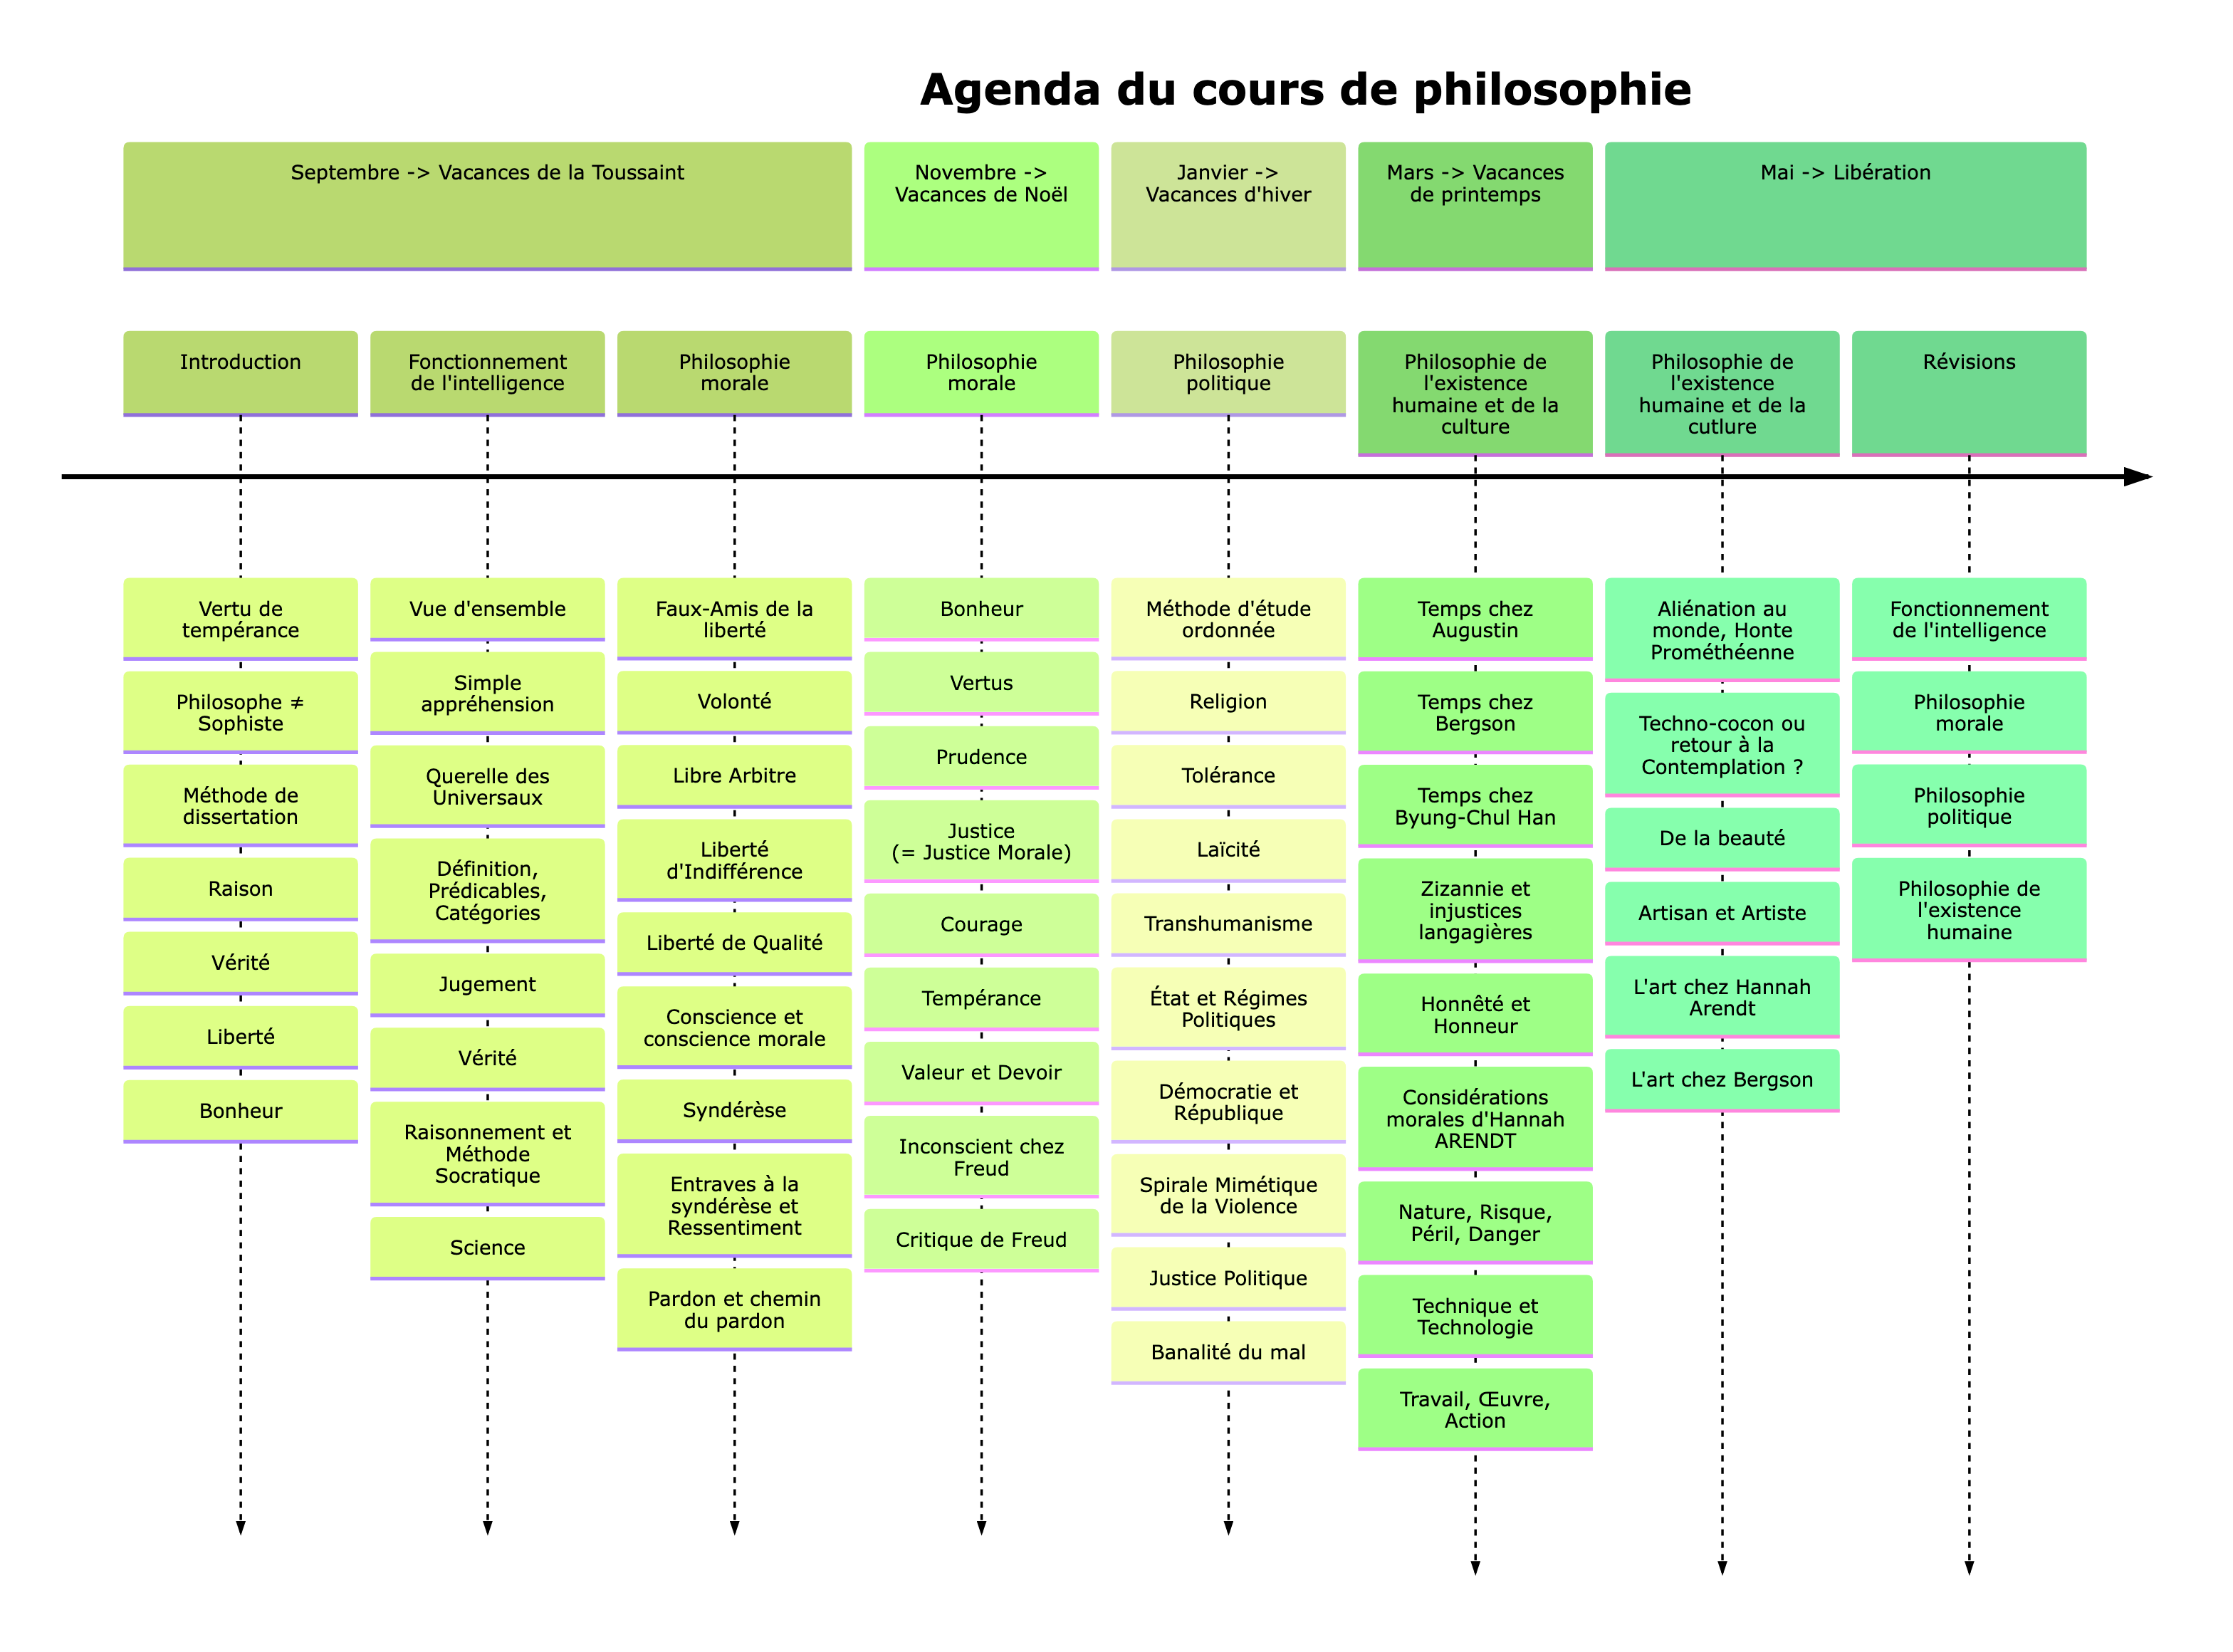 Agenda du cours de philosophie
Septembre -> Vacances de la Toussaint
Novembre ->
Vacances de Noël
Janvier ->
Vacances d'hiver
Mars -> Vacances
de printemps
Mai -> Libération
Introduction
Fonctionnement
de l'intelligence
Philosophie
morale
Philosophie
morale
Philosophie
politique
Philosophie de
l'existence
humaine et de la
culture
Philosophie de
l'existence
humaine et de la
cutlure
Révisions
Vertu de
tempérance
Philosophe ≠
Sophiste
Méthode de
dissertation
Raison
Vérité
Liberté
Bonheur
Vue d'ensemble
Simple
appréhension
Querelle des
Universaux
Définition,
Prédicables,
Catégories
Jugement
Vérité
Raisonnement et
Méthode
Socratique
Science
Faux-Amis de la
liberté
Volonté
Libre Arbitre
Liberté
d'Indifférence
Liberté de Qualité
Conscience et
conscience morale
Syndérèse
Entraves à la
syndérèse et
Ressentiment
Pardon et chemin
du pardon
Bonheur
Vertus
Prudence
Justice
(= Justice Morale)
Courage
Tempérance
Valeur et Devoir
Inconscient chez
Freud
Critique de Freud
Méthode d'étude
ordonnée
Religion
Tolérance
Laïcité
Transhumanisme
État et Régimes
Politiques
Démocratie et
République
Spirale Mimétique
de la Violence
Justice Politique
Banalité du mal
Temps chez
Augustin
Temps chez
Bergson
Temps chez
Byung-Chul Han
Zizannie et
injustices
langagières
Honnêté et
Honneur
Considérations
morales d'Hannah
ARENDT
Nature, Risque,
Péril, Danger
Technique et
Technologie
Travail, Œuvre,
Action
Aliénation au
monde, Honte
Prométhéenne
Techno-cocon ou
retour à la
Contemplation ?
De la beauté
Artisan et Artiste
L'art chez Hannah
Arendt
L'art chez Bergson
Fonctionnement
de l'intelligence
Philosophie
morale
Philosophie
politique
Philosophie de
l'existence
humaine